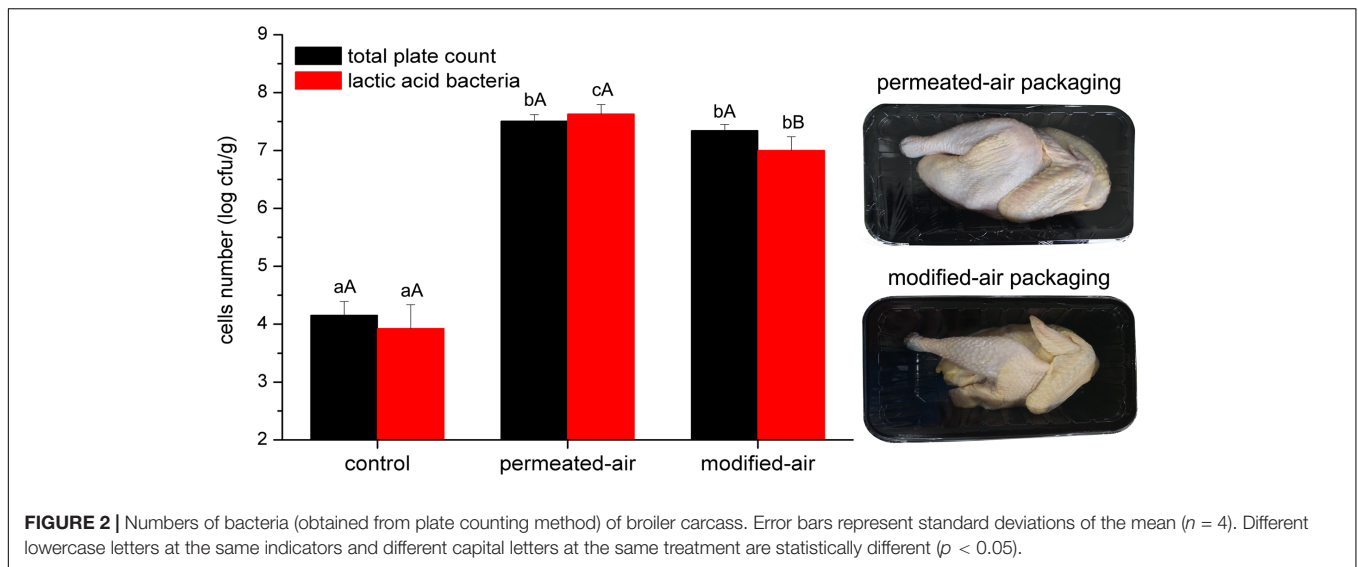 9
8
7
6
5
4
3
2
cells number (log cfu/g)
total plate count
lactic acid bacteria
aA
aA
bA
cA
bA
bB
control
permeated-air
modified-air
permeated-air packaging
modified-air packaging
FIGURE 2 | Numbers of bacteria (obtained from plate counting method) of broiler carcass. Error bars represent standard deviations of the mean (n = 4). Different
lowercase letters at the same indicators and different capital letters at the same treatment are statistically different (p < 0.05).